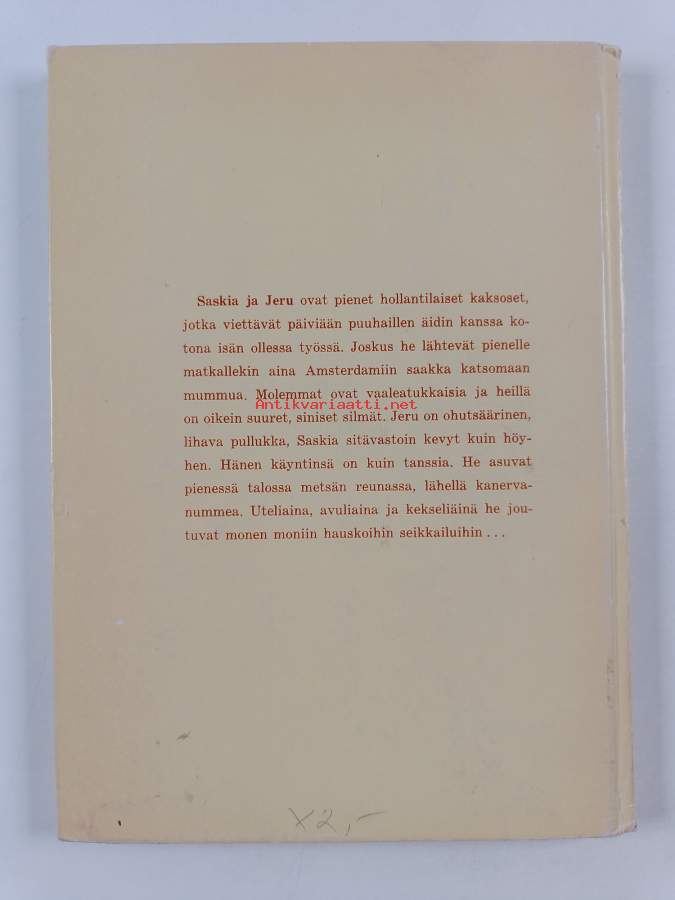 Saskia ja Jeru ovat pienet hollantilaiset kaksoset,
jotka viettävät päiviään puuhaillen äidin kanssa ko-
tona isän ollessa työssä. Joskus he lähtevät pienelle
matkallekin aina Amsterdamiin saakka katsomaan
mummua. Molemmat ovat vaaleatukkaisia ja heillä
Antikvariaatti.net
on oikein suuret, siniset silmät. Jeru on ohutsäärinen,
lihava pullukka, Saskia sitävastoin kevyt kuin höy-
hen. Hänen käyntinsä on kuin tanssia. He asuvat
pienessä talossa metsän reunassa, lähellä kanerva-
nummea. Uteliaina, avuliaina ja kekseliäinä he jou-
tuvat monen moniin hauskoihin seikkailuihin...
X2,-